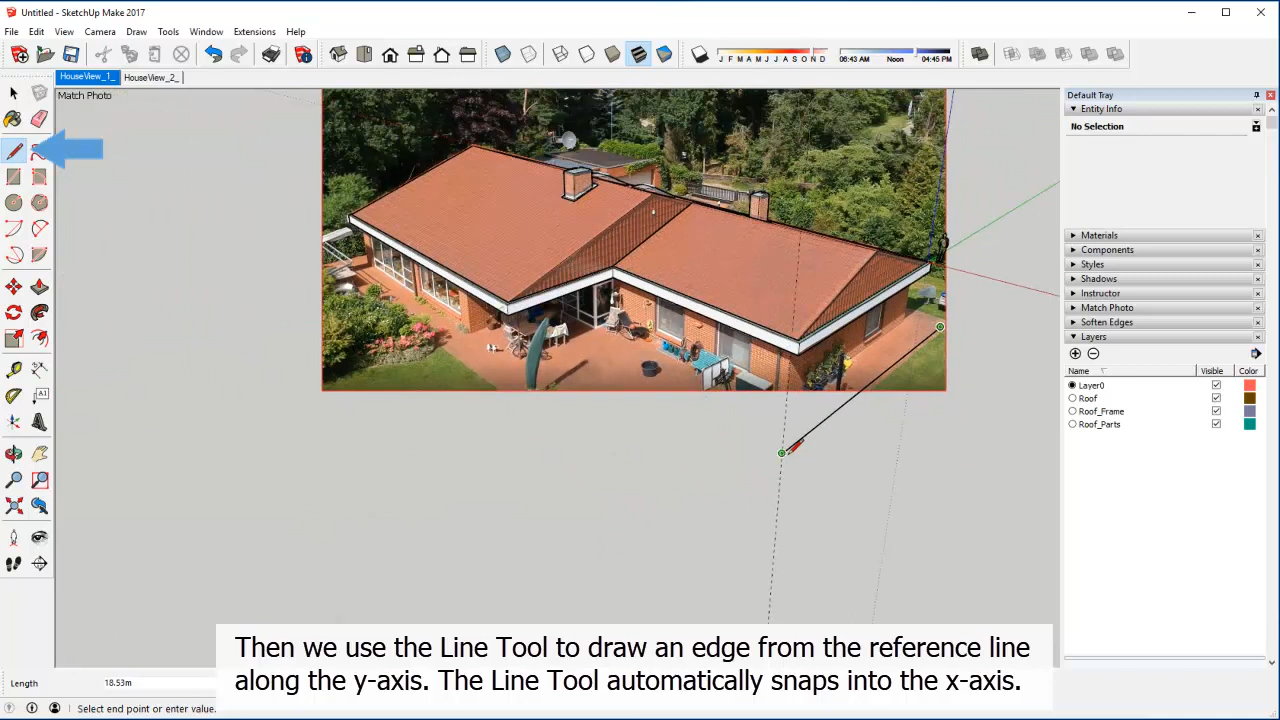 Untitled - SketchUp Make 2017
File Edit View Camera Draw Tools Window Extensions Help
J F M A M J J A S O N D 06:43 AM Noon 04:45 PM
HouseView_1_ HouseView_2_
Match Photo
Default Tray
Entity Info
No Selection
A1
Materials
Components
Styles
Shadows
Instructor
Match Photo
Soften Edges
Layers
Name Visible Color
Layer0
Roof
Roof_Frame
Roof_Parts
Then we use the Line Tool to draw an edge from the reference line
along the y-axis. The Line Tool automatically snaps into the x-axis.
Length 18.53m
Select end point or enter value.